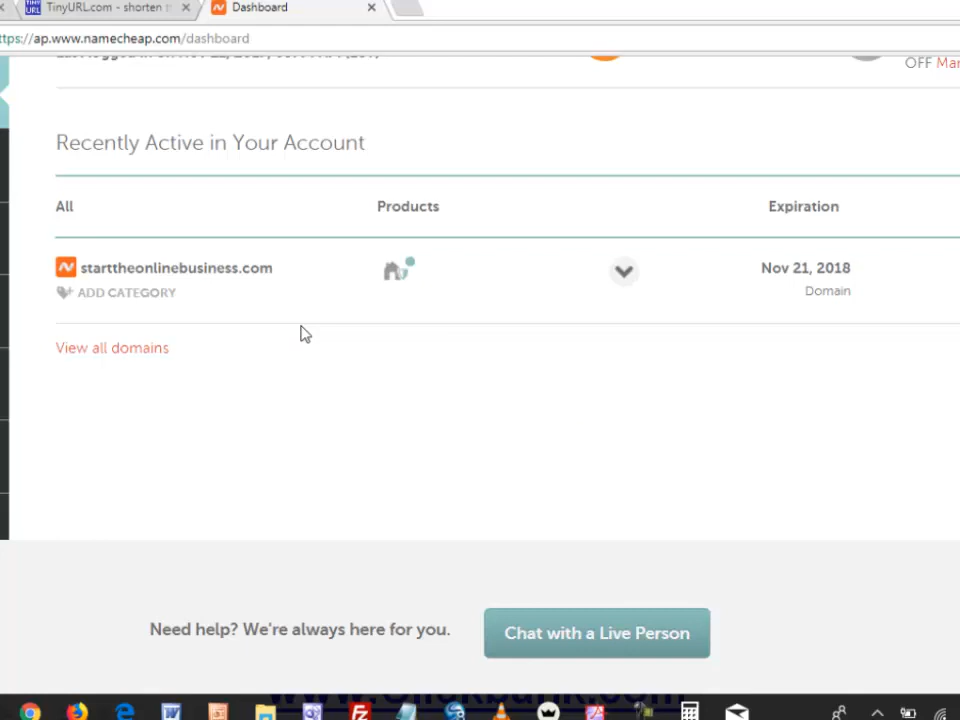 TinyURL.com - shorten
Dashboard
ttps://ap.www.namecheap.com/dashboard
OFF Mar
Recently Active in Your Account
All Products Expiration
starttheonlinebusiness.com Nov 21, 2018
ADD CATEGORY Domain
View all domains
Need help? We're always here for you. Chat with a Live Person